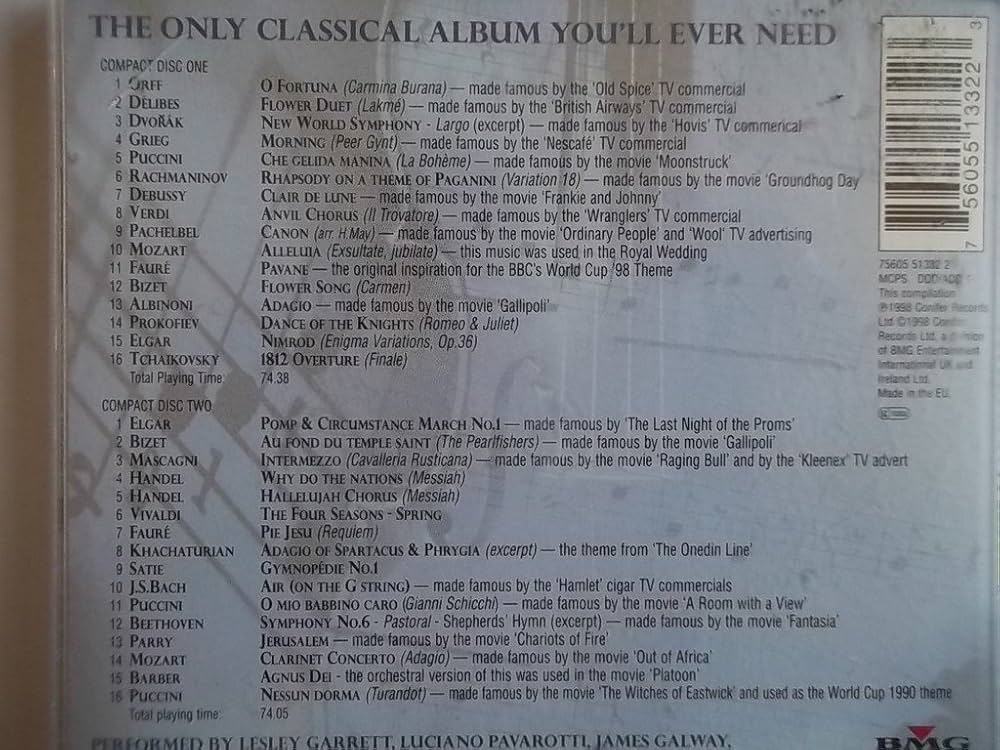 THE ONLY CLASSICAL ALBUM YOU'LL EVER NEED
COMPACT DISC ONE
1 ORFF O FORTUNA (Carmina Burana) — made famous by the 'Old Spice' TV commercial
2 DELIBES FLOWER DUET (Lakmé) — made famous by the 'British Airways' TV commercial
3 DVOŘÁK NEW WORLD SYMPHONY - Largo (excerpt) — made famous by the 'Hovis' TV commerical
4 GRIEG MORNING (Peer Gynt) — made famous by the 'Nescafé' TV commercial
5 PUCCINI CHE GELIDA MANINA (La Bohème) — made famous by the movie 'Moonstruck'
6 RACHMANINOV RHAPSODY ON A THEME OF PAGANINI (Variation 18) — made famous by the movie 'Groundhog Day
7 DEBUSSY CLAIR DE LUNE — made famous by the movie 'Frankie and Johnny'
8 VERDI ANVIL CHORUS (Il Trovatore) — made famous by the 'Wranglers' TV commercial
9 PACHELBEL CANON (arr. H.May) — made famous by the movie 'Ordinary People' and 'Wool' TV advertising
10 MOZART ALLELUIA (Exsultate, jubilate) — this music was used in the Royal Wedding
11 FAURÉ PAVANE — the original inspiration for the BBC's World Cup '98 Theme
12 BIZET FLOWER SONG (Carmen)
13 ALBINONI ADAGIO — made famous by the movie 'Gallipoli'
14 PROKOFIEV DANCE OF THE KNIGHTS (Romeo & Juliet)
15 ELGAR NIMROD (Enigma Variations, Op.36)
16 TCHAIKOVSKY 1812 OVERTURE (Finale)
Total Playing Time: 74.38
COMPACT DISC TWO
1 ELGAR POMP & CIRCUMSTANCE MARCH NO.1 — made famous by 'The Last Night of the Proms'
2 BIZET AU FOND DU TEMPLE SAINT (The Pearlfishers) — made famous by the movie 'Gallipoli'
3 MASCAGNI INTERMEZZO (Cavalleria Rusticana) — made famous by the movie 'Raging Bull' and by the 'Kleenex' TV advert
4 HANDEL WHY DO THE NATIONS (Messiah)
5 HANDEL HALLELUJAH CHORUS (Messiah)
6 VIVALDI THE FOUR SEASONS - SPRING
7 FAURÉ PIE JESU (Requiem)
8 KHACHATURIAN ADAGIO OF SPARTACUS & PHRYGIA (excerpt) — the theme from 'The Onedin Line'
9 SATIE GYMNOPÉDIE NO.1
10 J.S.BACH AIR (ON THE G STRING) — made famous by the 'Hamlet' cigar TV commercials
11 PUCCINI O MIO BABBINO CARO (Gianni Schicchi) — made famous by the movie 'A Room with a View'
12 BEETHOVEN SYMPHONY NO.6 - Pastoral - Shepherds' Hymn (excerpt) — made famous by the movie 'Fantasia'
13 PARRY JERUSALEM — made famous by the movie 'Chariots of Fire'
14 MOZART CLARINET CONCERTO (Adagio) — made famous by the movie 'Out of Africa'
15 BARBER AGNUS DEI - the orchestral version of this was used in the movie 'Platoon'
16 PUCCINI NESSUN DORMA (Turandot) — made famous by the movie 'The Witches of Eastwick' and used as the World Cup 1990 theme
Total playing time: 74.05
PERFORMED BY LESLEY GARRETT, LUCIANO PAVAROTTI, JAMES GALWAY,
7 56055 13322 3
75605 51332 2
MCPS DDD/ADD
This compilation
℗1998 Conifer Records
Ltd. ©1998 Conifer
Records Ltd, a division
of BMG Entertainment
International UK and
Ireland Ltd.
Made in the EU.
BMG